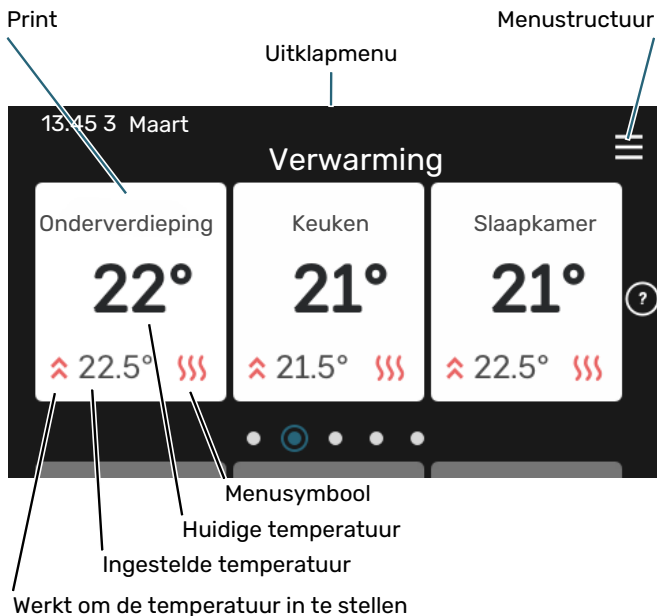 Print
Menustructuur
Uitklapmenu
13.45 3 Maart
Verwarming
Onderverdieping
Keuken
Slaapkamer
22°
21°
21°
?
22.5°
21.5°
22.5°
Menusymbool
Huidige temperatuur
Ingestelde temperatuur
Werkt om de temperatuur in te stellen